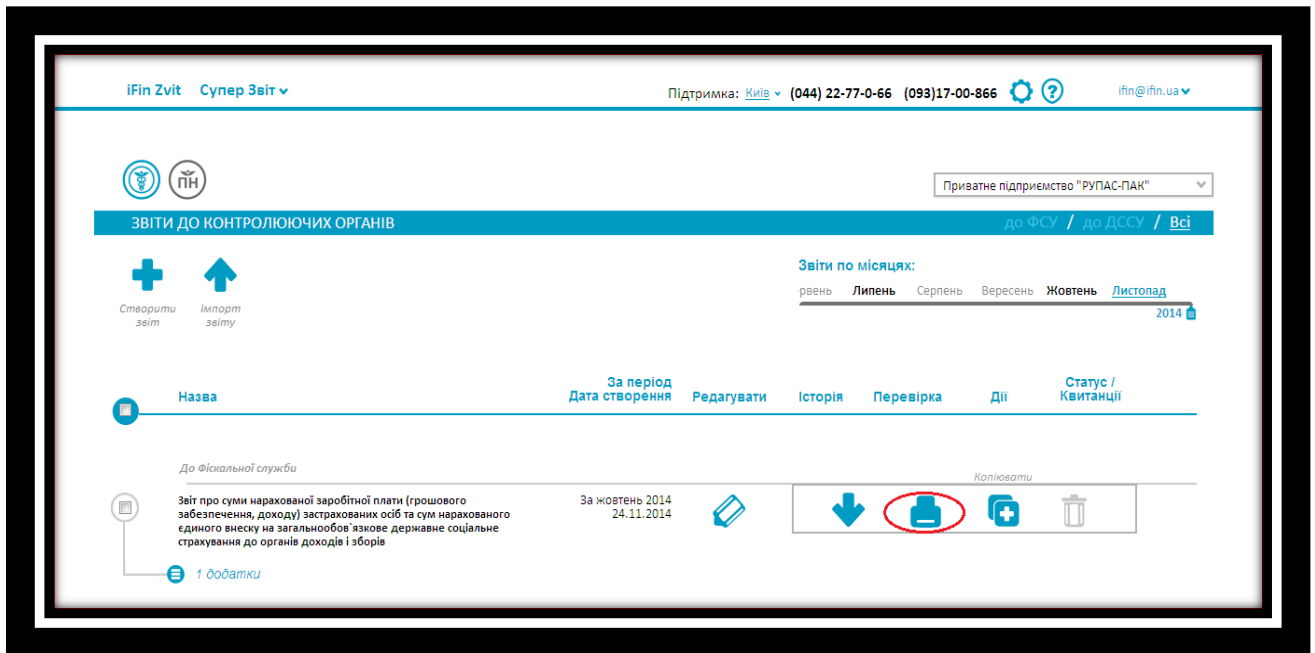 iFin Zvit Супер Звіт
Підтримка: Київ (044) 22-77-0-66 (093)17-00-866 ? ifin@ifin.ua
ПН
Приватне підприємство "РУПАС-ПАК"
ЗВІТИ ДО КОНТРОЛЮЮЧИХ ОРГАНІВ
до ФСУ / до ДССУ / Всі
Звіти по місяцях:
рвень Липень Серпень Вересень Жовтень Листопад
2014
Створити
звіт
Імпорт
звіту
Назва
За період
Дата створення
Редагувати
Історія
Перевірка
Дії
Статус /
Квитанції
До Фіскальної служби
Копіювати
Звіт про суми нарахованої заробітної плати (грошового
забезпечення, доходу) застрахованих осіб та сум нарахованого
єдиного внеску на загальнообов`язкове державне соціальне
страхування до органів доходів і зборів
За жовтень 2014
24.11.2014
1 додатки